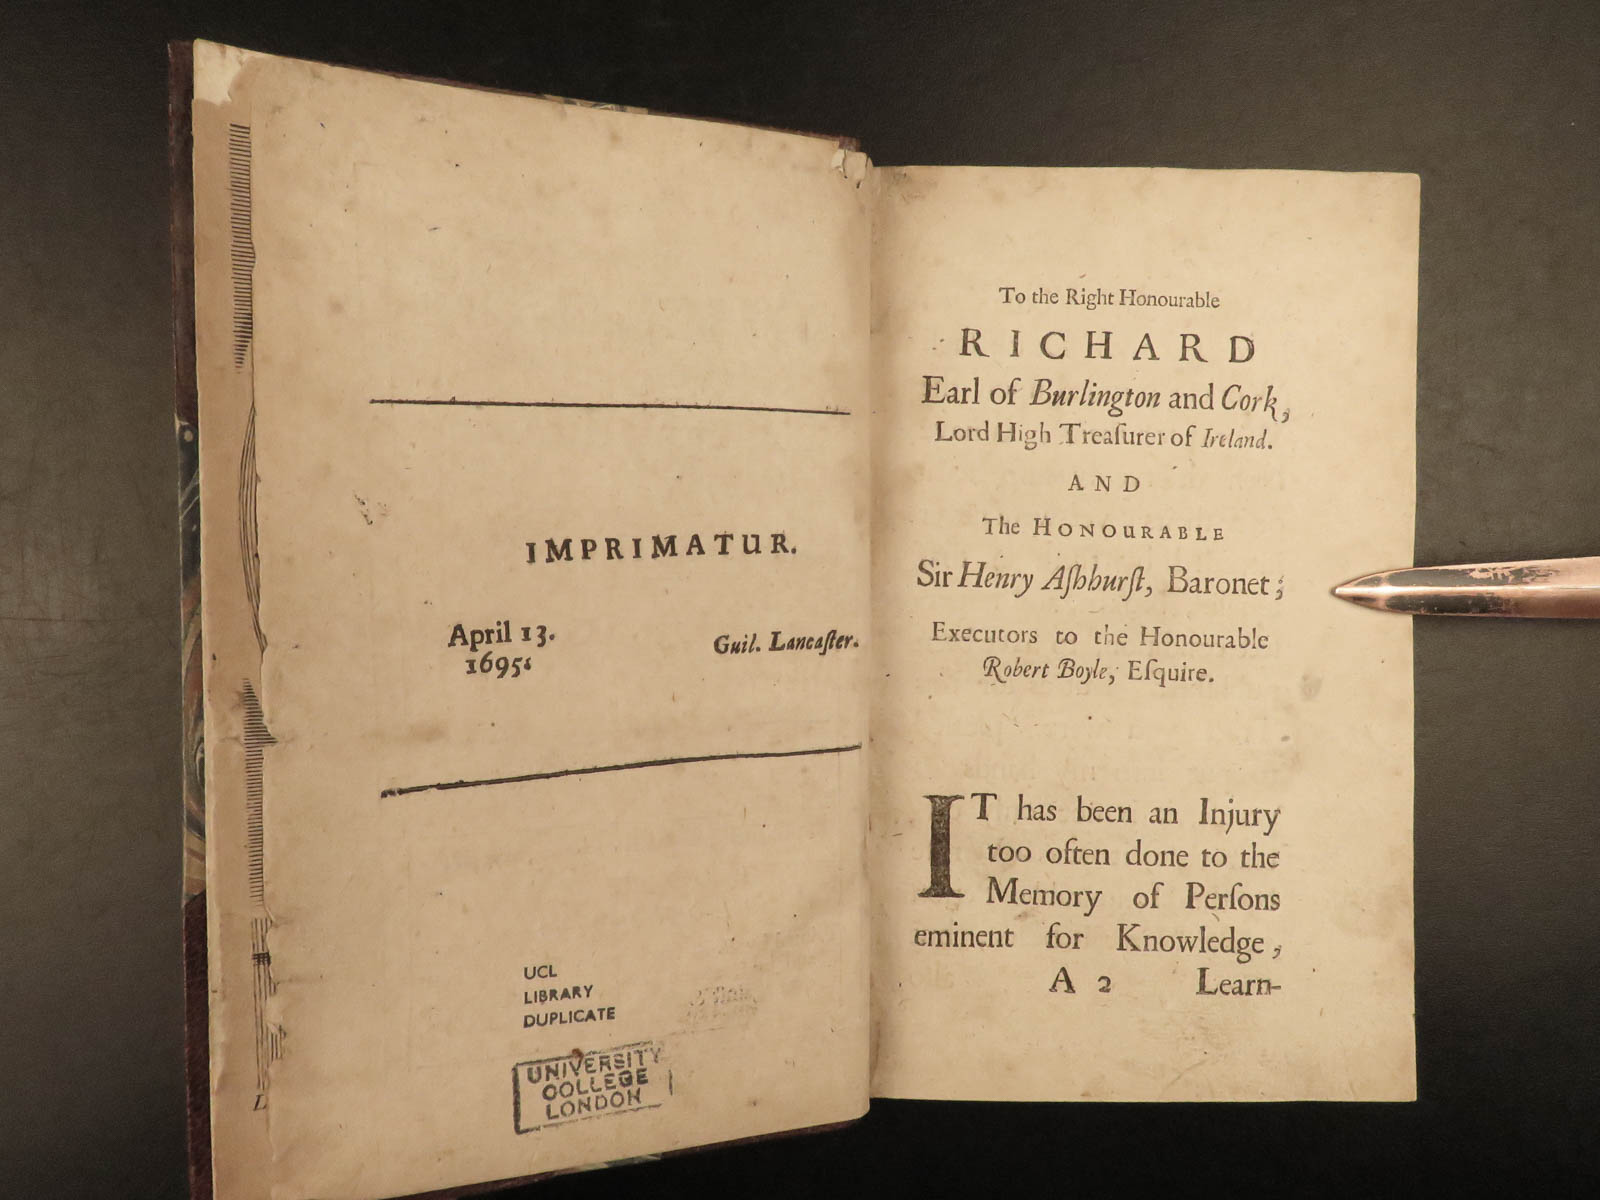 IMPRIMATUR.
April 13.
1695.
Guil. Lancaſter.
UCL
LIBRARY
DUPLICATE
UNIVERSITY
COLLEGE
LONDON
L
To the Right Honourable
RICHARD
Earl of Burlington and Cork,
Lord High Treaſurer of Ireland.
AND
The HONOURABLE
Sir Henry Aſhhurſt, Baronet;
Executors to the Honourable
Robert Boyle, Eſquire.
IT has been an Injury
too often done to the
Memory of Perſons
eminent for Knowledge,
A 2 Learn-